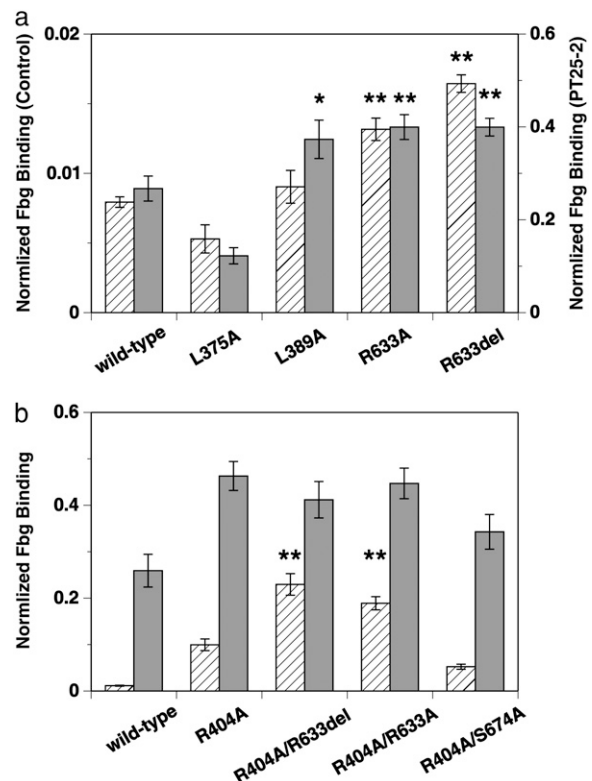 a
Normlized Fbg Binding (Control)
0.02
0.01
0
Normlized Fbg Binding (PT25-2)
0.6
0.4
0.2
0
*
**
**
**
**
wild-type
L375A
L389A
R633A
R633del
b
Normlized Fbg Binding
0.6
0.4
0.2
0
**
**
wild-type
R404A
R404A/R633del
R404A/R633A
R404A/S674A